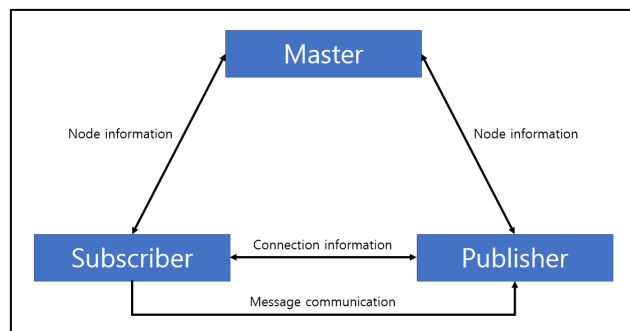 Master
Node information
Node information
Subscriber
Connection information
Publisher
Message communication